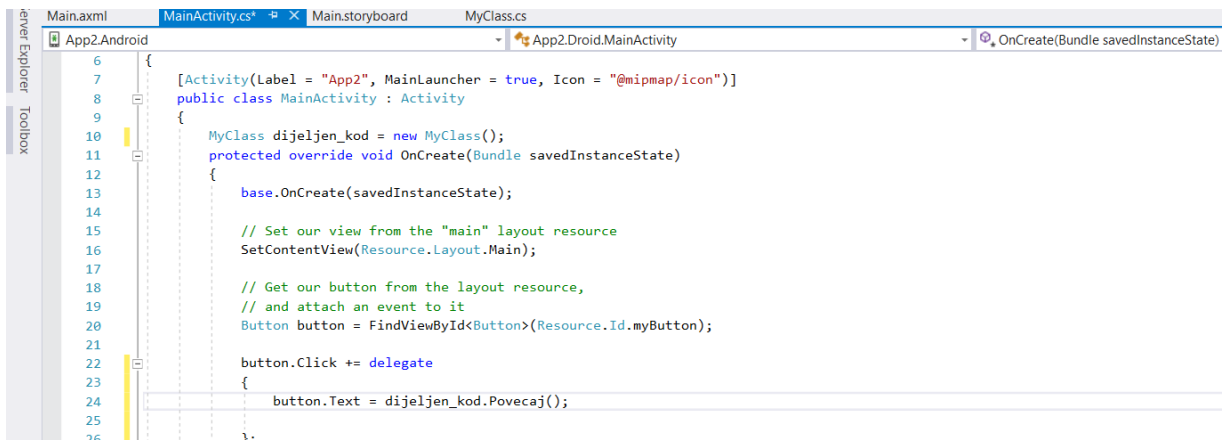 Server Explorer
Toolbox
Main.axml MainActivity.cs* Main.storyboard MyClass.cs
App2.Android App2.Droid.MainActivity OnCreate(Bundle savedInstanceState)
6 {
7 [Activity(Label = "App2", MainLauncher = true, Icon = "@mipmap/icon")]
8 public class MainActivity : Activity
9 {
10 MyClass dijeljen_kod = new MyClass();
11 protected override void OnCreate(Bundle savedInstanceState)
12 {
13 base.OnCreate(savedInstanceState);
14
15 // Set our view from the "main" layout resource
16 SetContentView(Resource.Layout.Main);
17
18 // Get our button from the layout resource,
19 // and attach an event to it
20 Button button = FindViewById<Button>(Resource.Id.myButton);
21
22 button.Click += delegate
23 {
24 button.Text = dijeljen_kod.Povecaj();
25
26 };